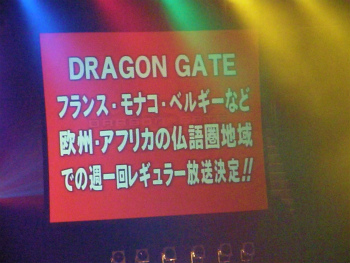 DRAGON GATE
フランス・モナコ・ベルギーなど
欧州・アフリカの仏語圏地域
での週一回レギュラー放送決定!!